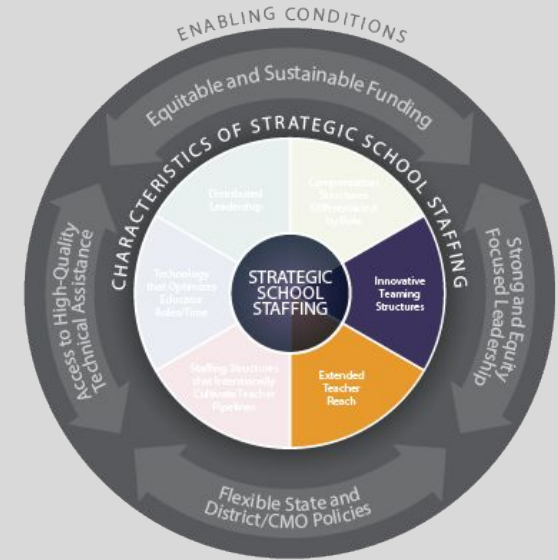 ENABLING CONDITIONS
Equitable and Sustainable Funding
CHARACTERISTICS OF STRATEGIC SCHOOL STAFFING
Distributed
Leadership
Compensation
Structures
Differentiated
by Role
Technology
that Optimizes
Educator
Roles/Time
STRATEGIC
SCHOOL
STAFFING
Innovative
Teaming
Structures
Staffing Structures
that Intentionally
Cultivate Teacher
Pipelines
Extended
Teacher
Reach
Access to High-Quality
Technical Assistance
Strong and Equity
Focused Leadership
Flexible State and
District/CMO Policies